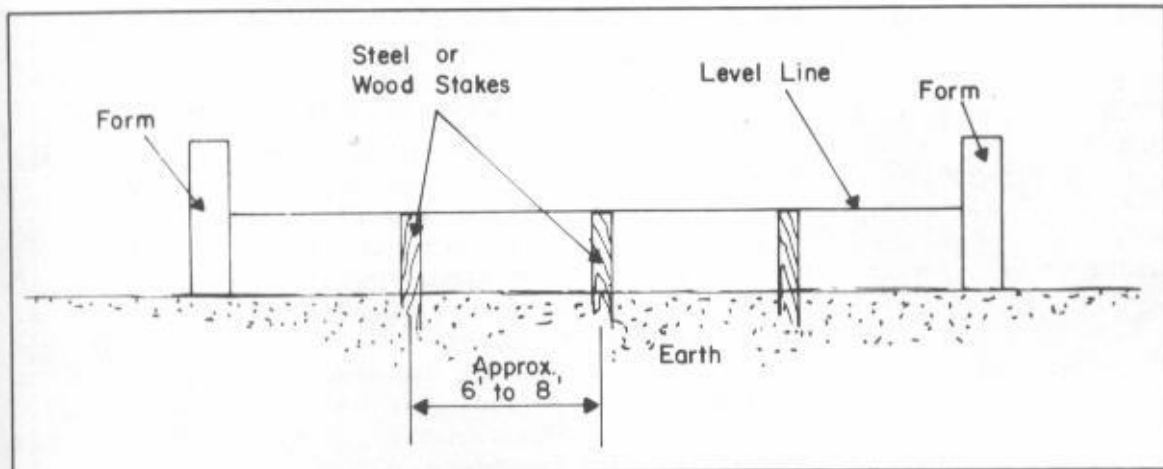 Steel or
Wood Stakes
Level Line
Form
Form
Earth
Approx.
6' to 8'